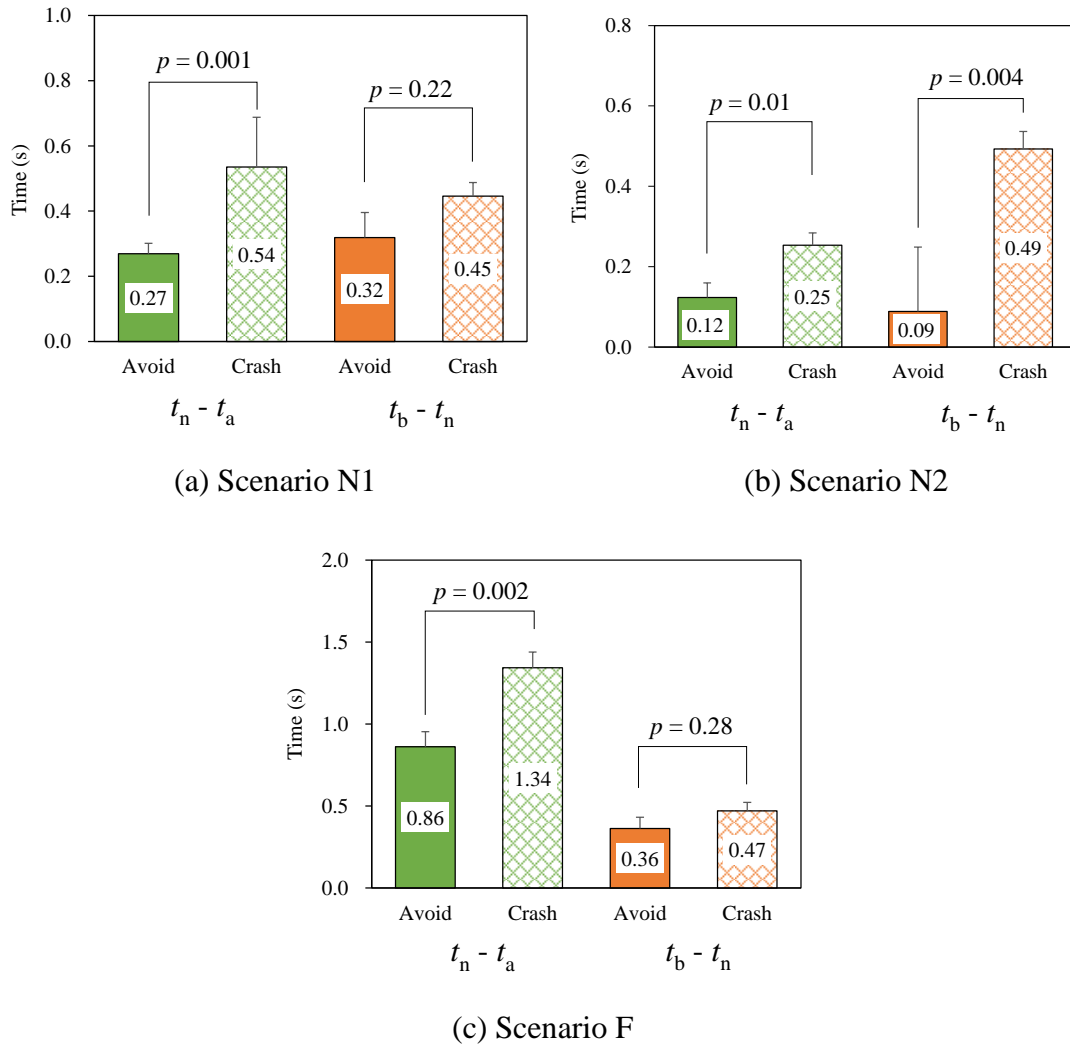 1.0
0.8
0.6
0.4
0.2
0.0
Time (s)
p = 0.001
p = 0.22
0.27
0.54
0.32
0.45
Avoid Crash Avoid Crash
tn - ta tb - tn
(a) Scenario N1
0.8
0.6
0.4
0.2
0.0
Time (s)
p = 0.01
p = 0.004
0.12
0.25
0.09
0.49
Avoid Crash Avoid Crash
tn - ta tb - tn
(b) Scenario N2
2.0
1.5
1.0
0.5
0.0
Time (s)
p = 0.002
p = 0.28
0.86
1.34
0.36
0.47
Avoid Crash Avoid Crash
tn - ta tb - tn
(c) Scenario F